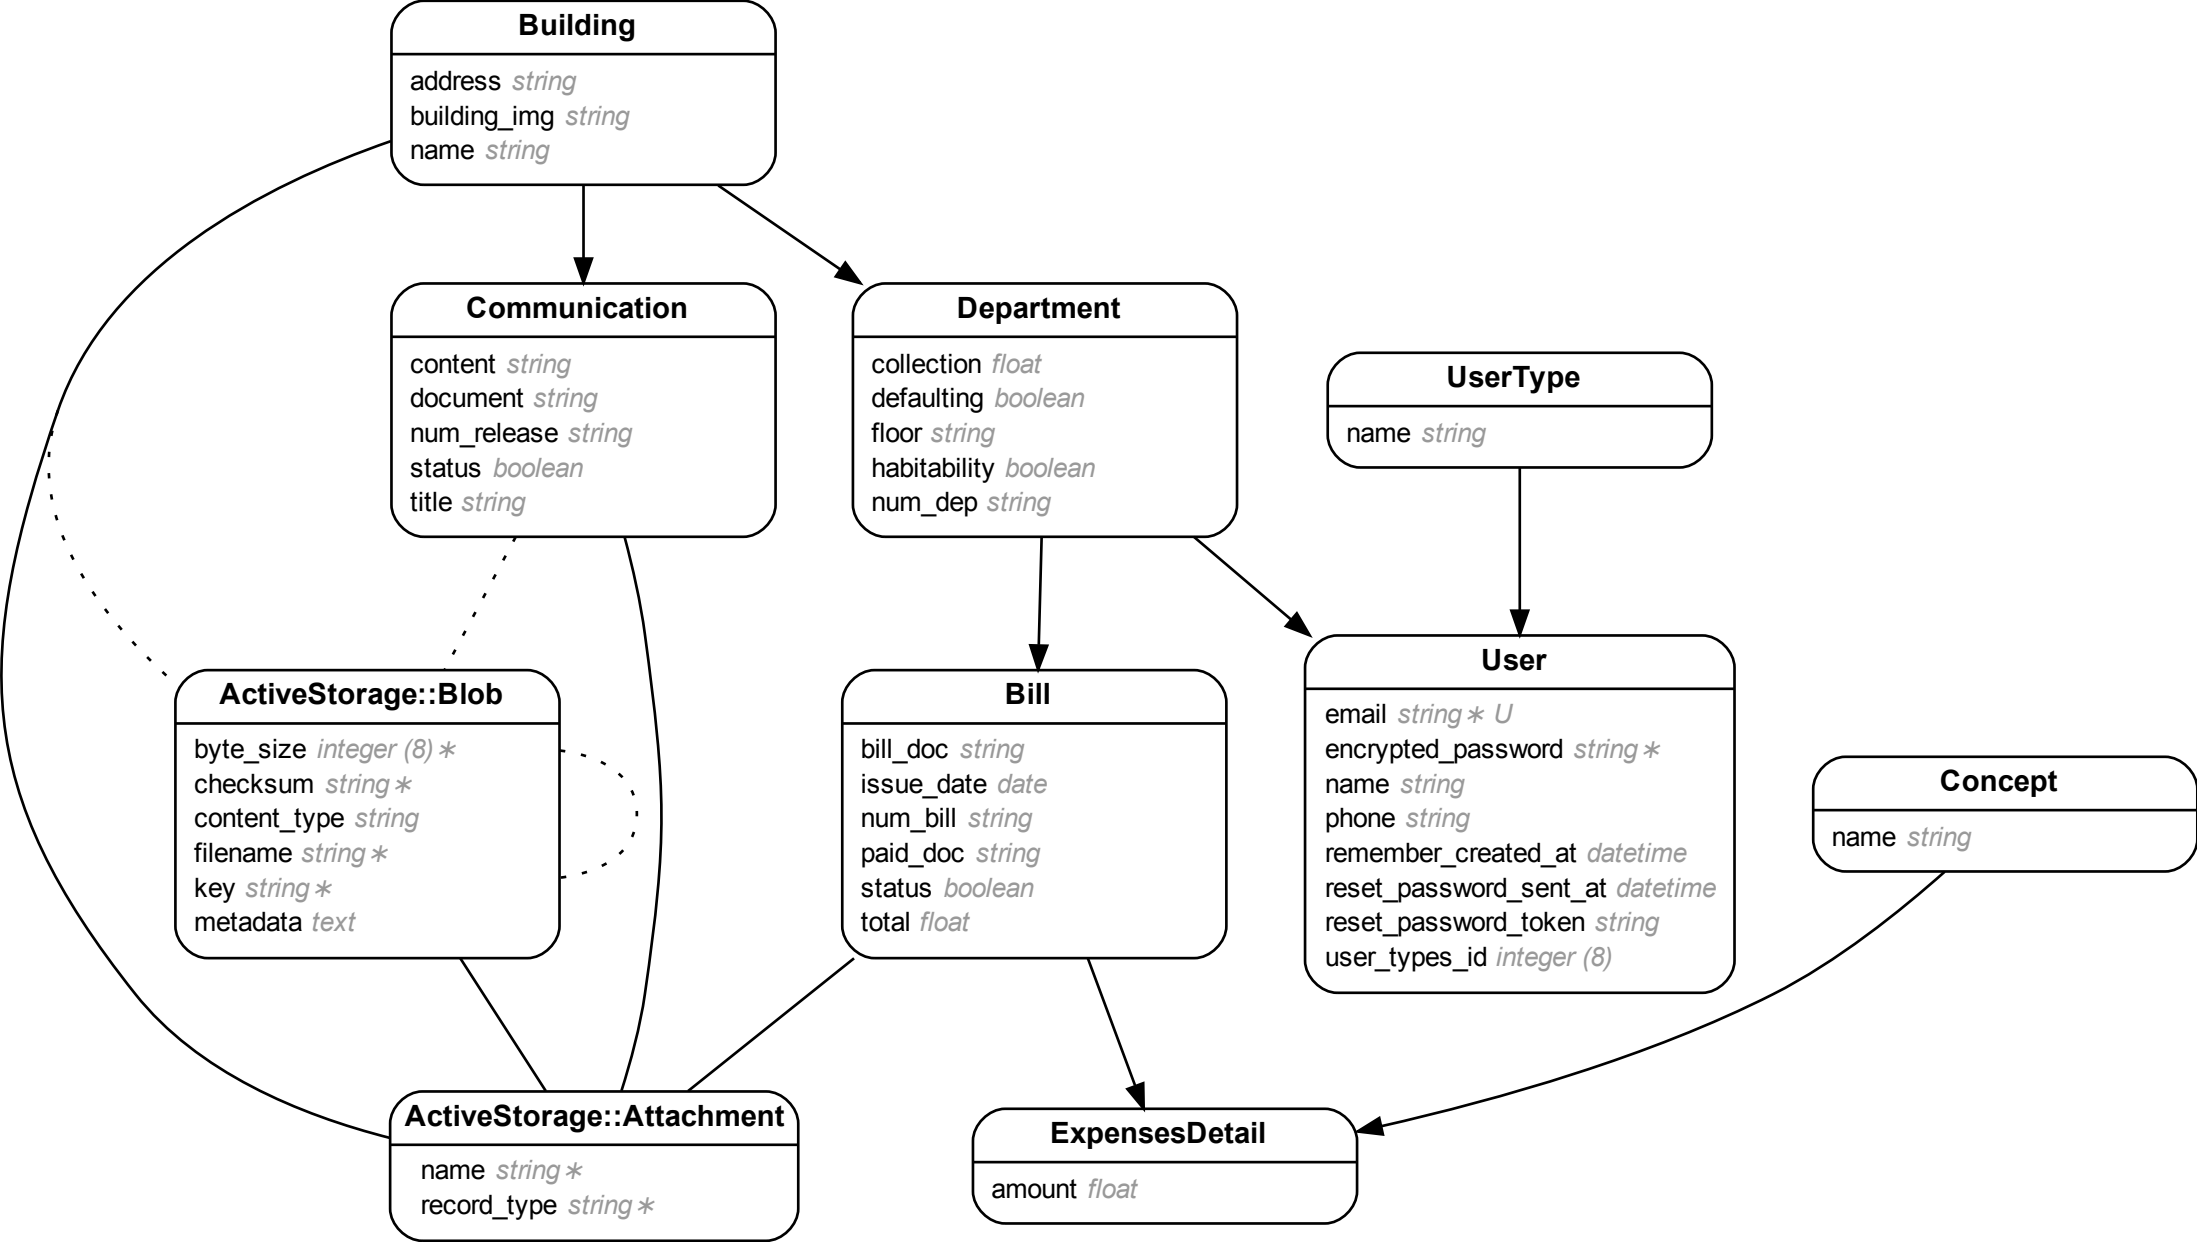 Building
address string
building_img string
name string
Communication
content string
document string
num_release string
status boolean
title string
Department
collection float
defaulting boolean
floor string
habitability boolean
num_dep string
UserType
name string
ActiveStorage::Blob
byte_size integer (8) ∗
checksum string ∗
content_type string
filename string ∗
key string ∗
metadata text
Bill
bill_doc string
issue_date date
num_bill string
paid_doc string
status boolean
total float
User
email string ∗ U
encrypted_password string ∗
name string
phone string
remember_created_at datetime
reset_password_sent_at datetime
reset_password_token string
user_types_id integer (8)
Concept
name string
ActiveStorage::Attachment
name string ∗
record_type string ∗
ExpensesDetail
amount float